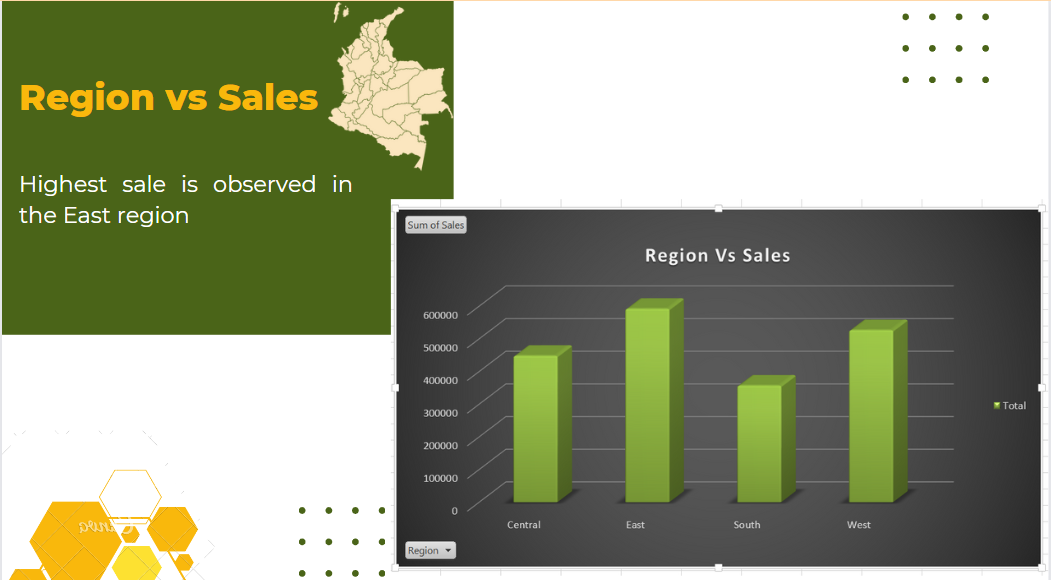 Region vs Sales
Highest sale is observed in
the East region
Sum of Sales
Region Vs Sales
600000
500000
400000
300000
200000
100000
0
Central East South West
Total
Region